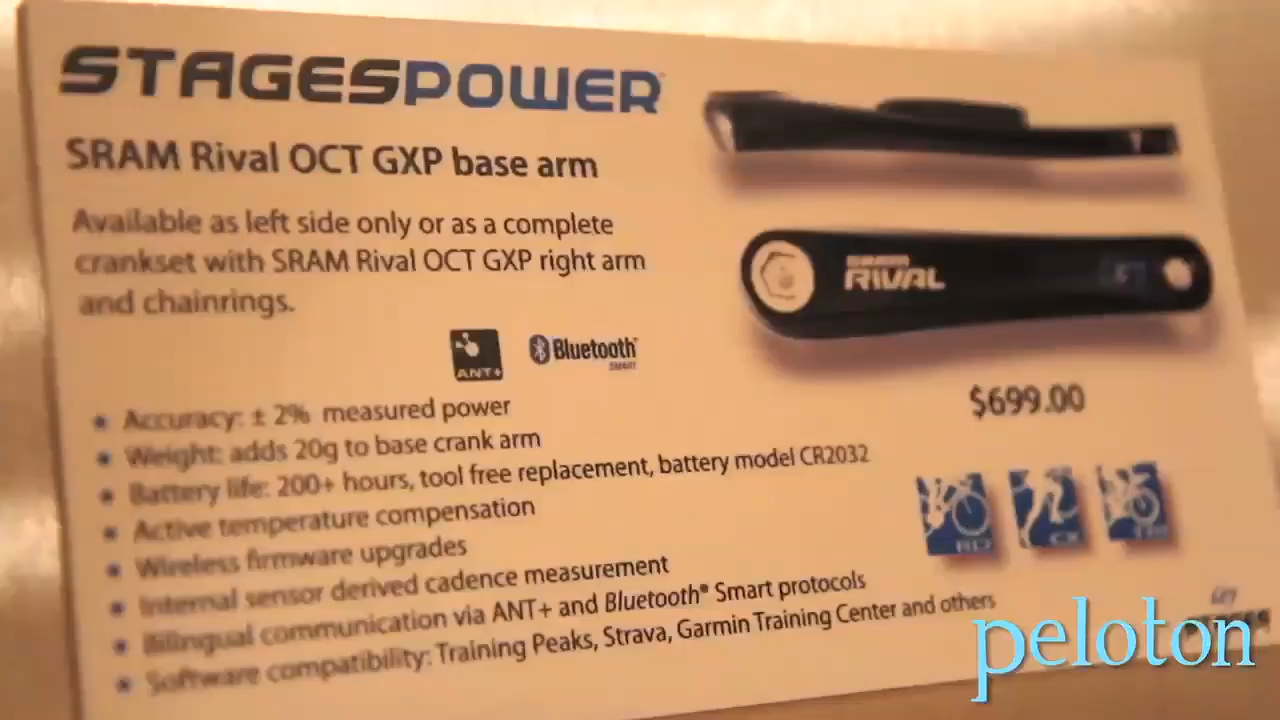 STAGESPOWER
SRAM Rival OCT GXP base arm
Available as left side only or as a complete
crankset with SRAM Rival OCT GXP right arm
and chainrings.
ANT+
Bluetooth
SMART
SRAM
RIVAL
$699.00
• Accuracy: ± 2% measured power
• Weight: adds 20g to base crank arm
• Battery life: 200+ hours, tool free replacement, battery model CR2032
• Active temperature compensation
• Wireless firmware upgrades
• Internal sensor derived cadence measurement
• Bilingual communication via ANT+ and Bluetooth® Smart protocols
• Software compatibility: Training Peaks, Strava, Garmin Training Center and others
RD CX
peloton